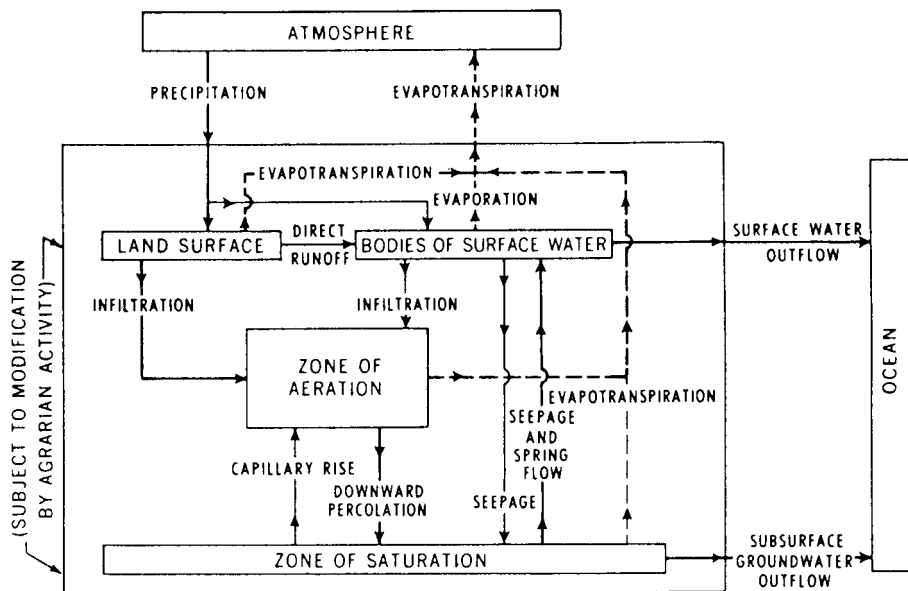 ATMOSPHERE
PRECIPITATION
EVAPOTRANSPIRATION
EVAPOTRANSPIRATION
EVAPORATION
LAND SURFACE
DIRECT
RUNOFF
BODIES OF SURFACE WATER
SURFACE WATER
OUTFLOW
INFILTRATION
INFILTRATION
ZONE OF
AERATION
EVAPOTRANSPIRATION
SEEPAGE
AND
SPRING
FLOW
CAPILLARY RISE
DOWNWARD
PERCOLATION
SEEPAGE
ZONE OF SATURATION
SUBSURFACE
GROUNDWATER
OUTFLOW
OCEAN
(SUBJECT TO MODIFICATION
BY AGRARIAN ACTIVITY)